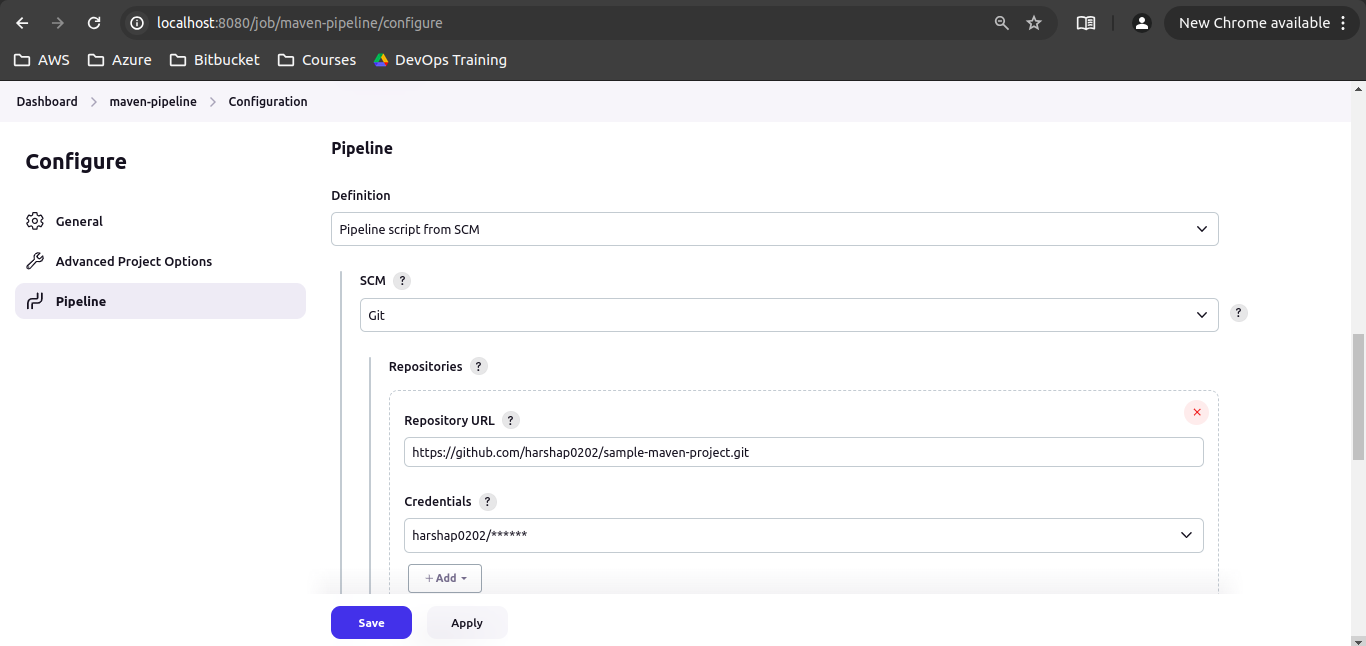 localhost:8080/job/maven-pipeline/configure
New Chrome available
AWS
Azure
Bitbucket
Courses
DevOps Training
Dashboard > maven-pipeline > Configuration
Configure
General
Advanced Project Options
Pipeline
Pipeline
Definition
Pipeline script from SCM
SCM ?
Git
?
Repositories ?
Repository URL ?
https://github.com/harshap0202/sample-maven-project.git
Credentials ?
harshap0202/******
+ Add
Save
Apply